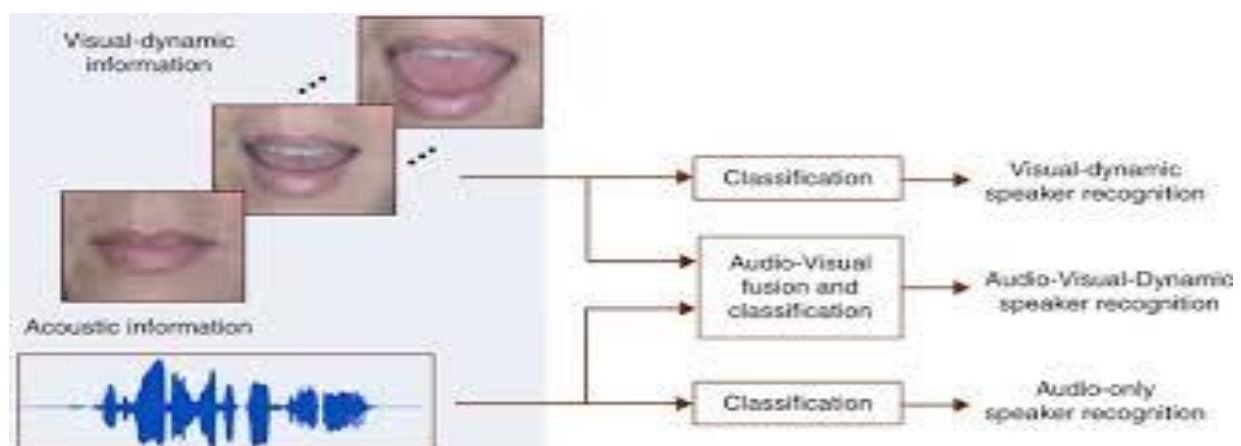 Visual-dynamic
information
Acoustic information
Classification
Visual-dynamic
speaker recognition
Audio-Visual
fusion and
classification
Audio-Visual-Dynamic
speaker recognition
Classification
Audio-only
speaker recognition